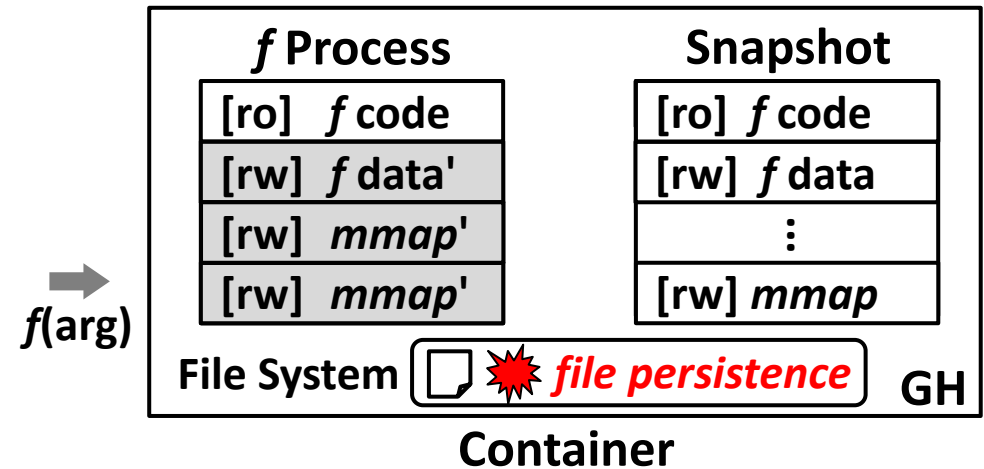 f Process
[ro] f code
[rw] f data'
[rw] mmap'
[rw] mmap'
Snapshot
[ro] f code
[rw] f data
⋮
[rw] mmap
f(arg)
File System file persistence
GH
Container